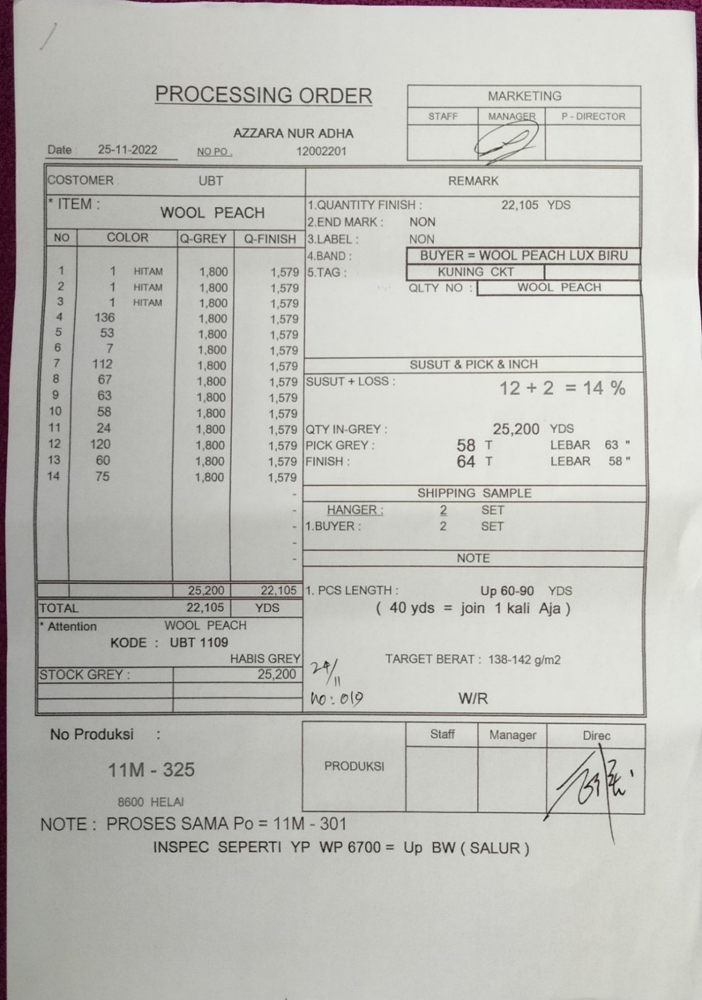 PROCESSING ORDER
MARKETING
STAFF MANAGER P - DIRECTOR
AZZARA NUR ADHA
Date : 25-11-2022 NO PO . 12002201
COSTOMER : UBT
* ITEM : WOOL PEACH
NO COLOR Q-GREY Q-FINISH
1 1 HITAM 1,800 1,579
2 1 HITAM 1,800 1,579
3 1 HITAM 1,800 1,579
4 136 1,800 1,579
5 53 1,800 1,579
6 7 1,800 1,579
7 112 1,800 1,579
8 67 1,800 1,579
9 63 1,800 1,579
10 58 1,800 1,579
11 24 1,800 1,579
12 120 1,800 1,579
13 60 1,800 1,579
14 75 1,800 1,579
-
-
-
-
-
25,200 22,105
TOTAL 22,105 YDS
* Attention WOOL PEACH
KODE : UBT 1109
HABIS GREY
STOCK GREY : 25,200
REMARK
1.QUANTITY FINISH : 22,105 YDS
2.END MARK : NON
3.LABEL : NON
4.BAND : BUYER = WOOL PEACH LUX BIRU
5.TAG : KUNING CKT
QLTY NO : WOOL PEACH
SUSUT & PICK & INCH
SUSUT + LOSS : 12 + 2 = 14 %
QTY IN-GREY : 25,200 YDS
PICK GREY : 58 T LEBAR 63 "
FINISH : 64 T LEBAR 58 "
SHIPPING SAMPLE
HANGER : 2 SET
1.BUYER : 2 SET
NOTE
1. PCS LENGTH : Up 60-90 YDS
( 40 yds = join 1 kali Aja )
TARGET BERAT : 138-142 g/m2
24/11
no : 019
W/R
No Produksi :
11M - 325
8600 HELAI
PRODUKSI Staff Manager Direc
NOTE : PROSES SAMA Po = 11M - 301
INSPEC SEPERTI YP WP 6700 = Up BW ( SALUR )